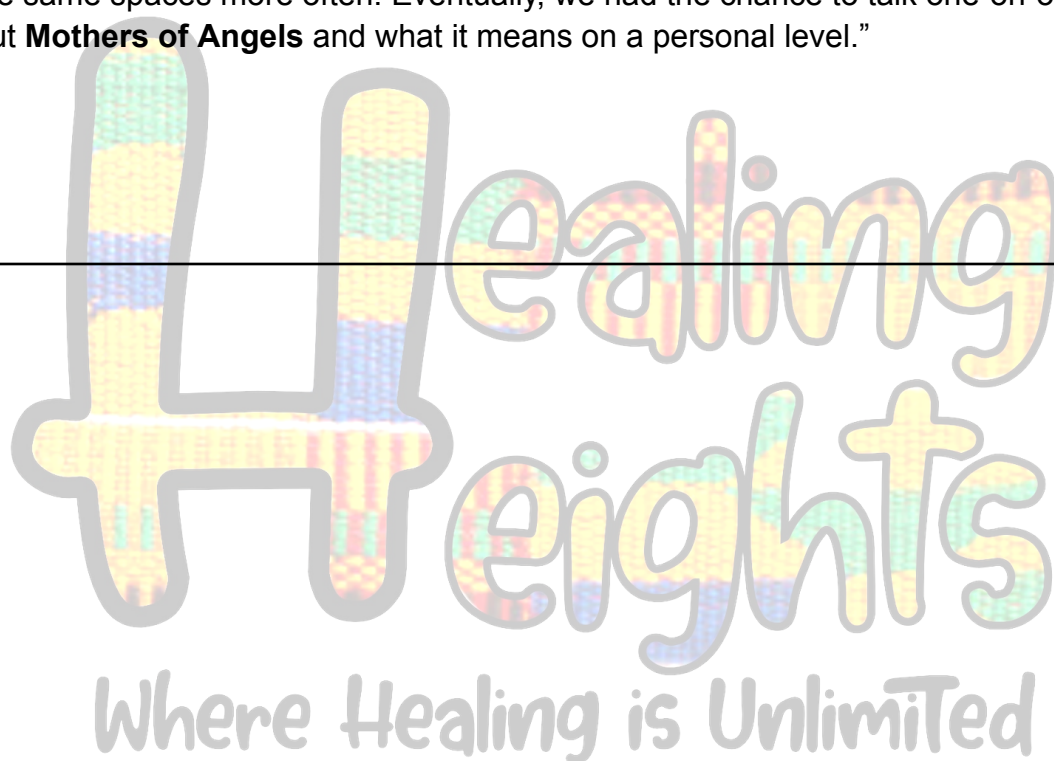 e same spaces more often. Eventually, we had the chance to talk one-on-o
ut Mothers of Angels and what it means on a personal level.”
Healing
Heights
Where Healing is Unlimited